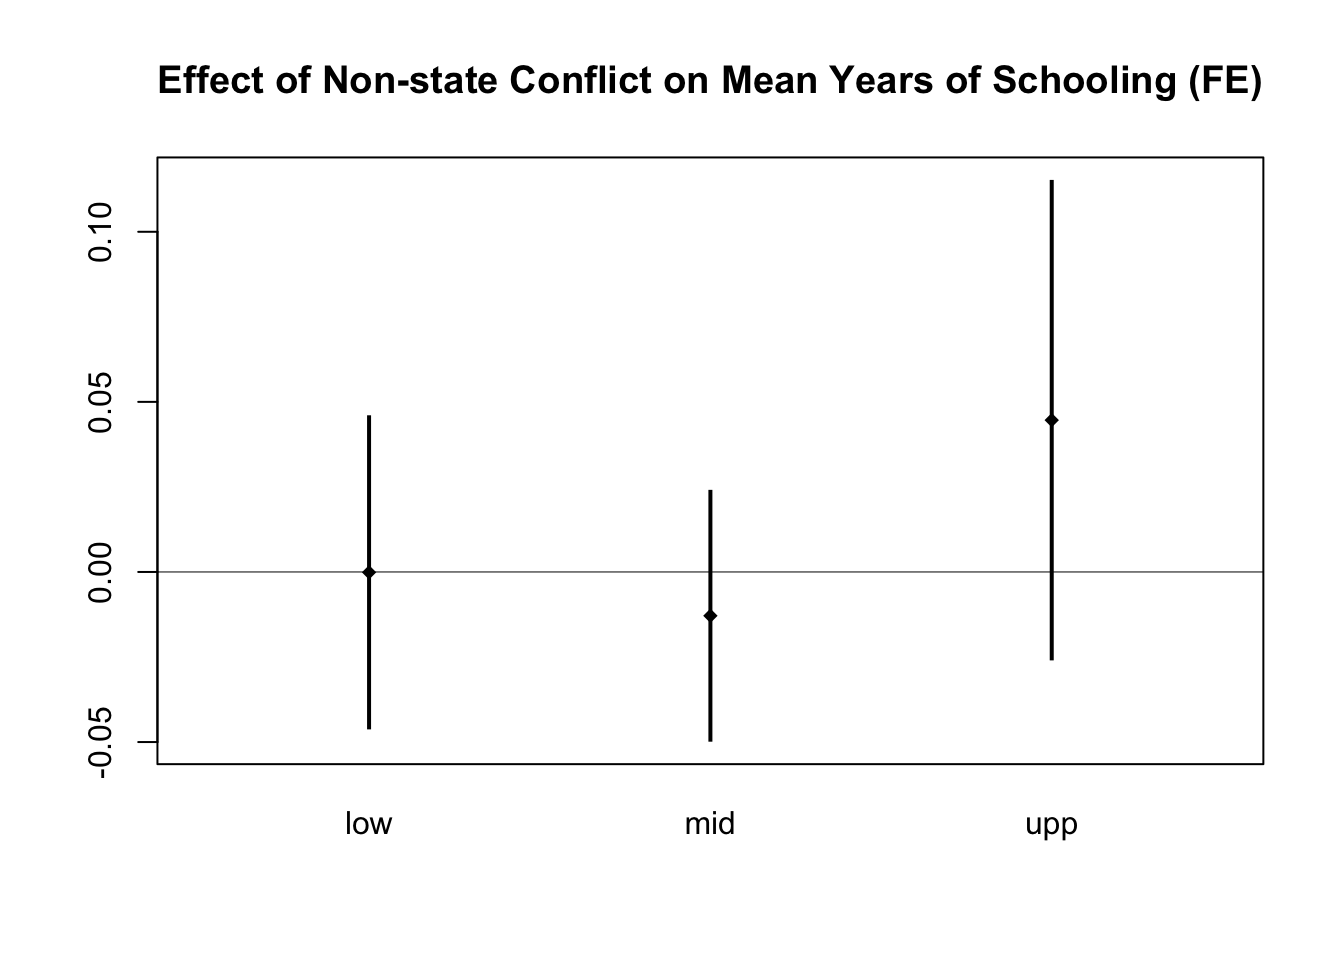 Effect of Non-state Conflict on Mean Years of Schooling (FE)
0.10
0.05
0.00
-0.05
low mid upp